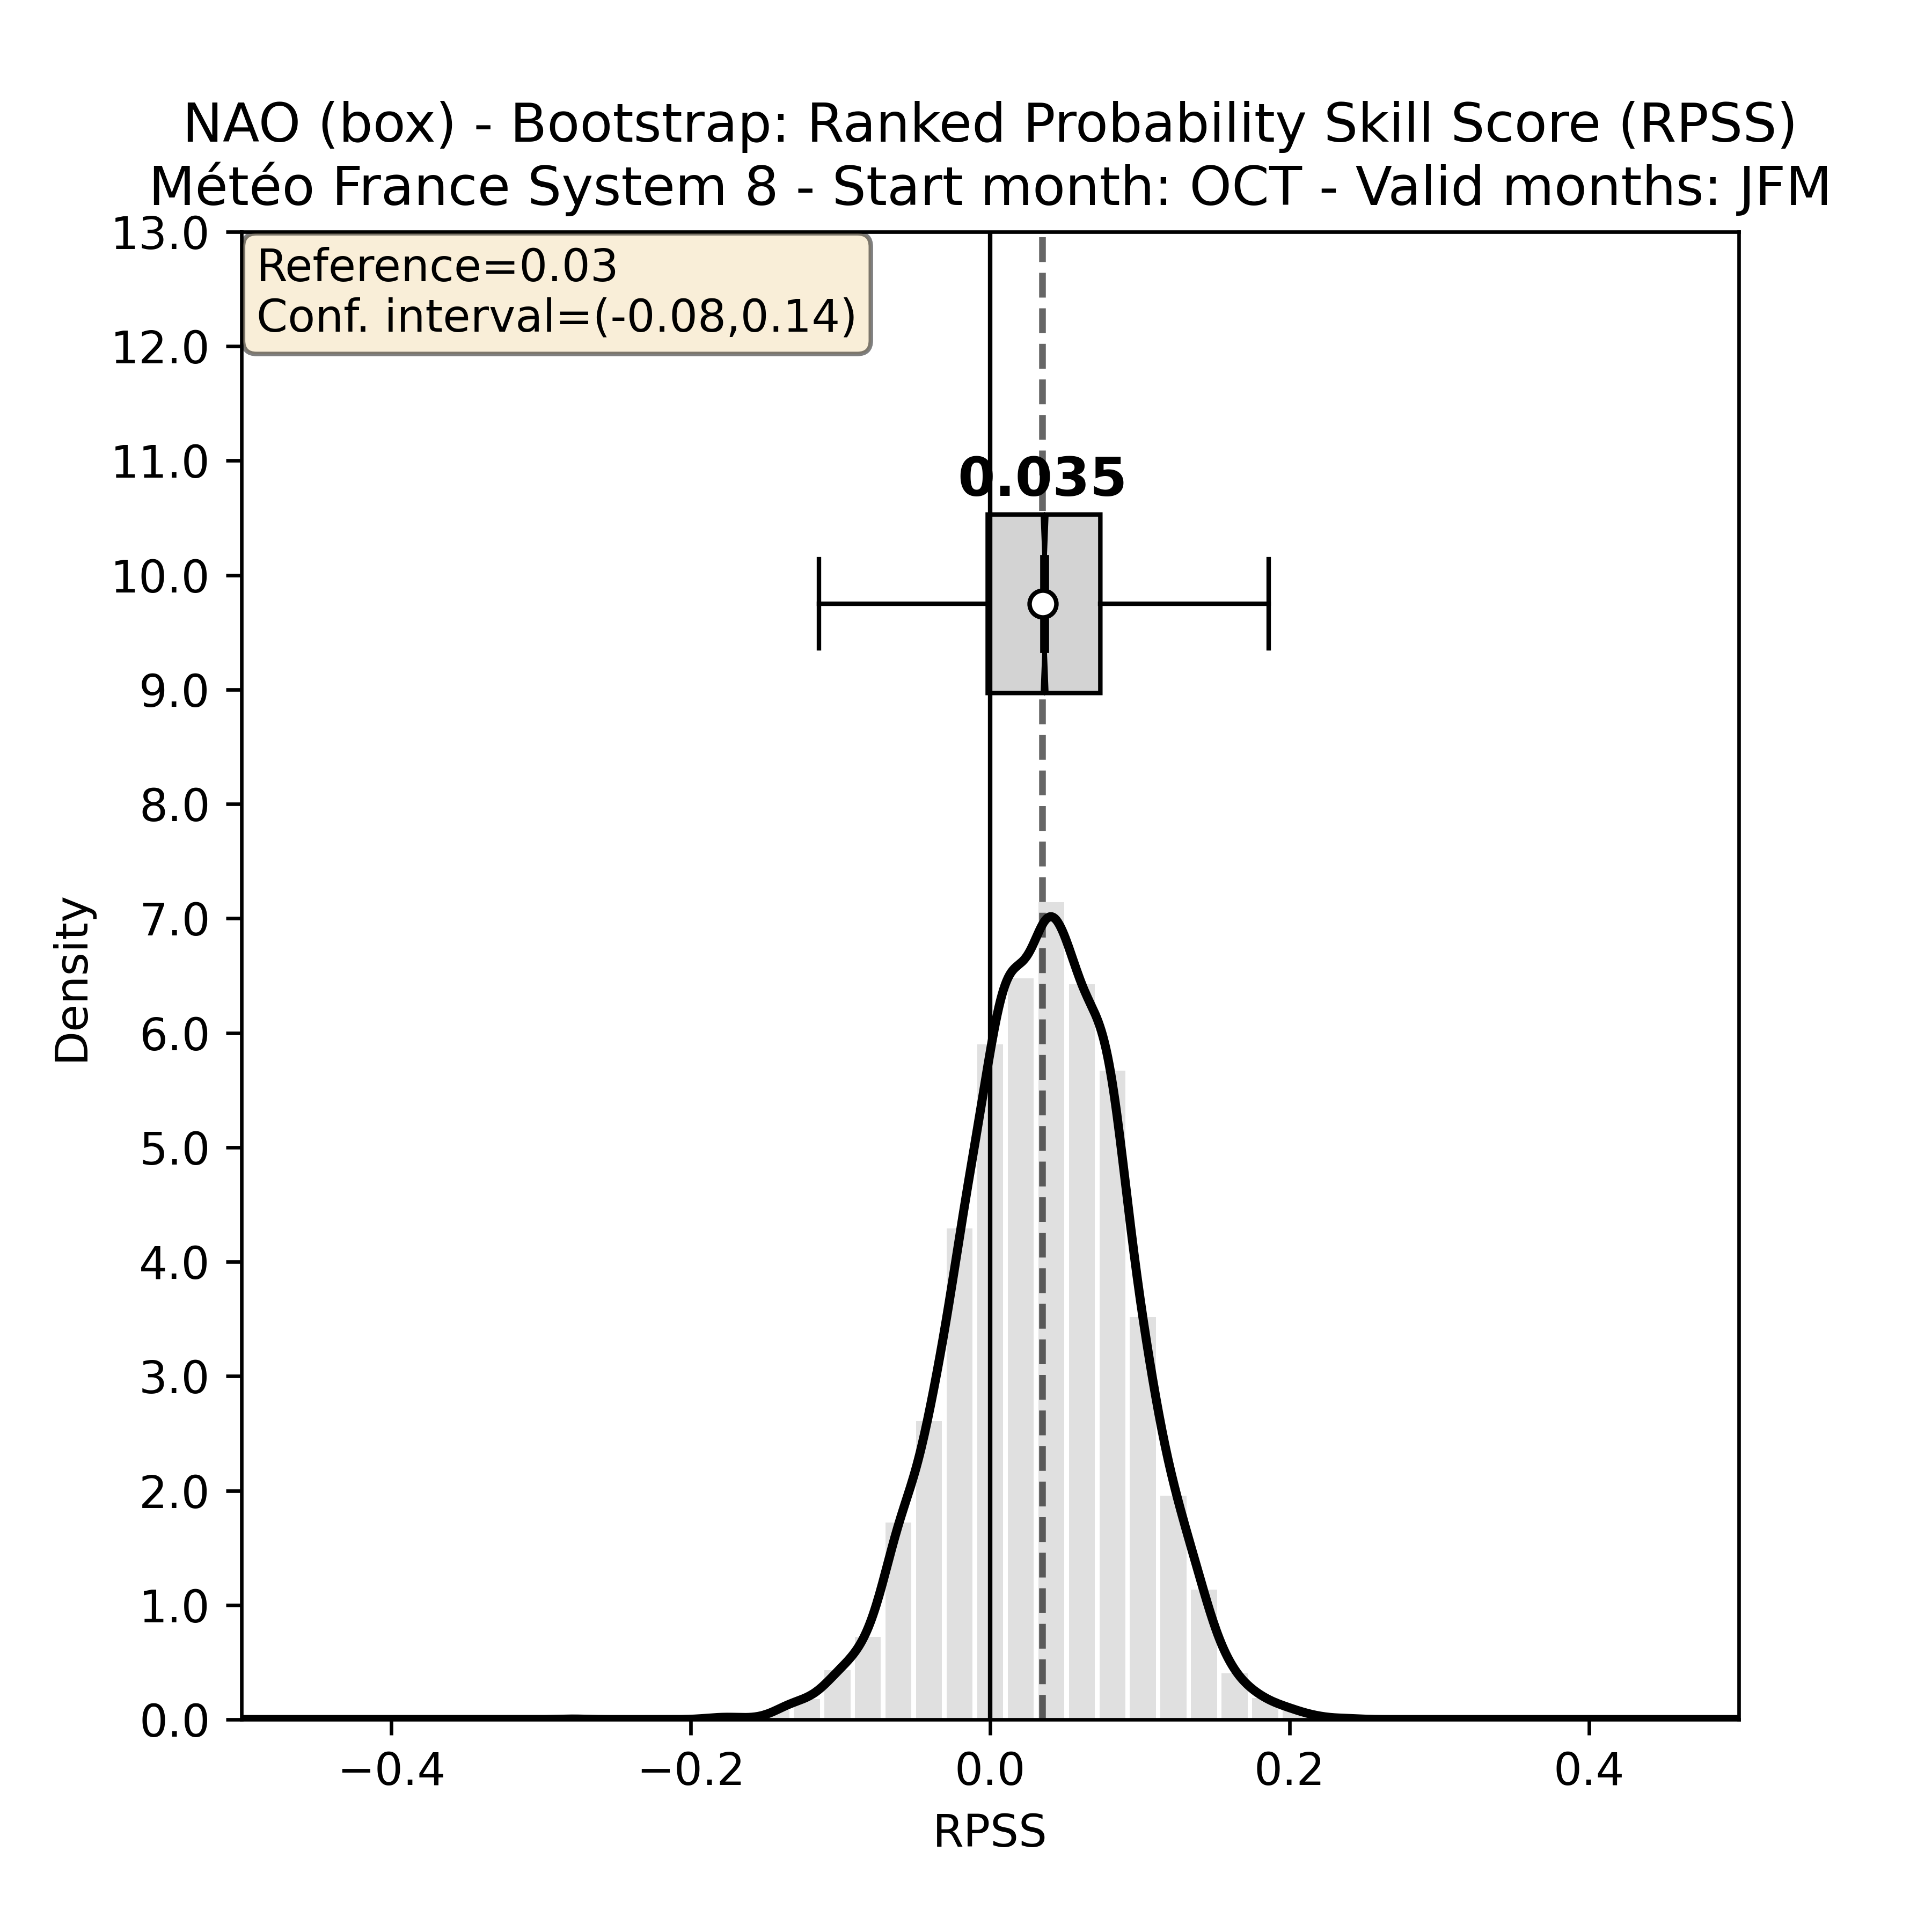 NAO (box) - Bootstrap: Ranked Probability Skill Score (RPSS)
Météo France System 8 - Start month: OCT - Valid months: JFM
Reference=0.03
Conf. interval=(-0.08,0.14)
0.035
13.0
12.0
11.0
10.0
9.0
8.0
7.0
6.0
5.0
4.0
3.0
2.0
1.0
0.0
Density
−0.4 −0.2 0.0 0.2 0.4
RPSS